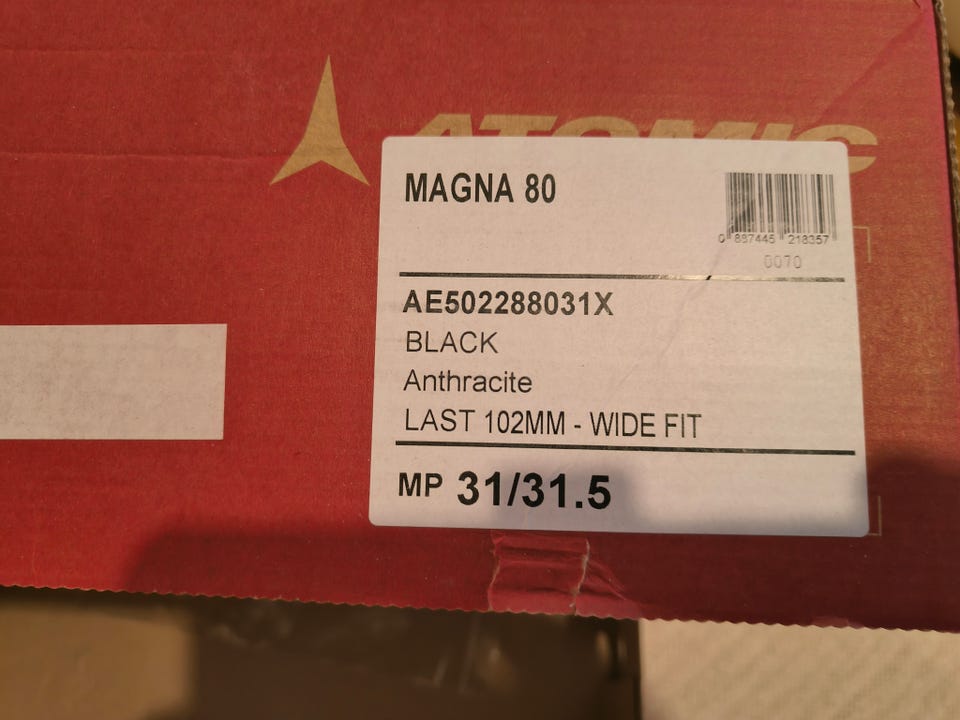 ATOMIC
MAGNA 80
0 887445 218357
0070
AE502288031X
BLACK
Anthracite
LAST 102MM - WIDE FIT
MP 31/31.5